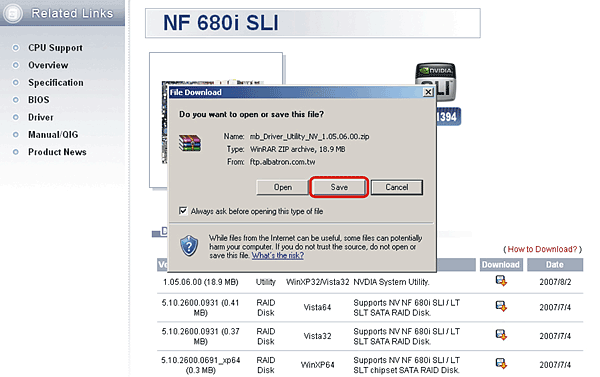 Related Links
CPU Support
Overview
Specification
BIOS
Driver
Manual/QIG
Product News
NF 680i SLI
NVIDIA
SLI
1394
File Download
Do you want to open or save this file?
Name: mb_Driver_Utility_NV_1.05.06.00.zip
Type: WinRAR ZIP archive, 18.9 MB
From: ftp.albatron.com.tw
Open Save Cancel
Always ask before opening this type of file
While files from the Internet can be useful, some files can potentially
harm your computer. If you do not trust the source, do not open or
save this file. What's the risk?
( How to Download? )
Download Date
1.05.06.00 (18.9 MB) Utility WinXP32/Vista32 NVDIA System Utility. 2007/8/2
5.10.2600.0931 (0.41 MB) RAID Disk Vista64 Supports NV NF 680i SLI / LT SLT SATA RAID Disk. 2007/7/4
5.10.2600.0931 (0.37 MB) RAID Disk Vista32 Supports NV NF 680i SLI / LT SLT SATA RAID Disk. 2007/7/4
5.10.2600.0691_xp64 (0.3 MB) RAID Disk WinXP64 Supports NV NF 680i SLI / LT SLT chipset SATA RAID Disk. 2007/7/4